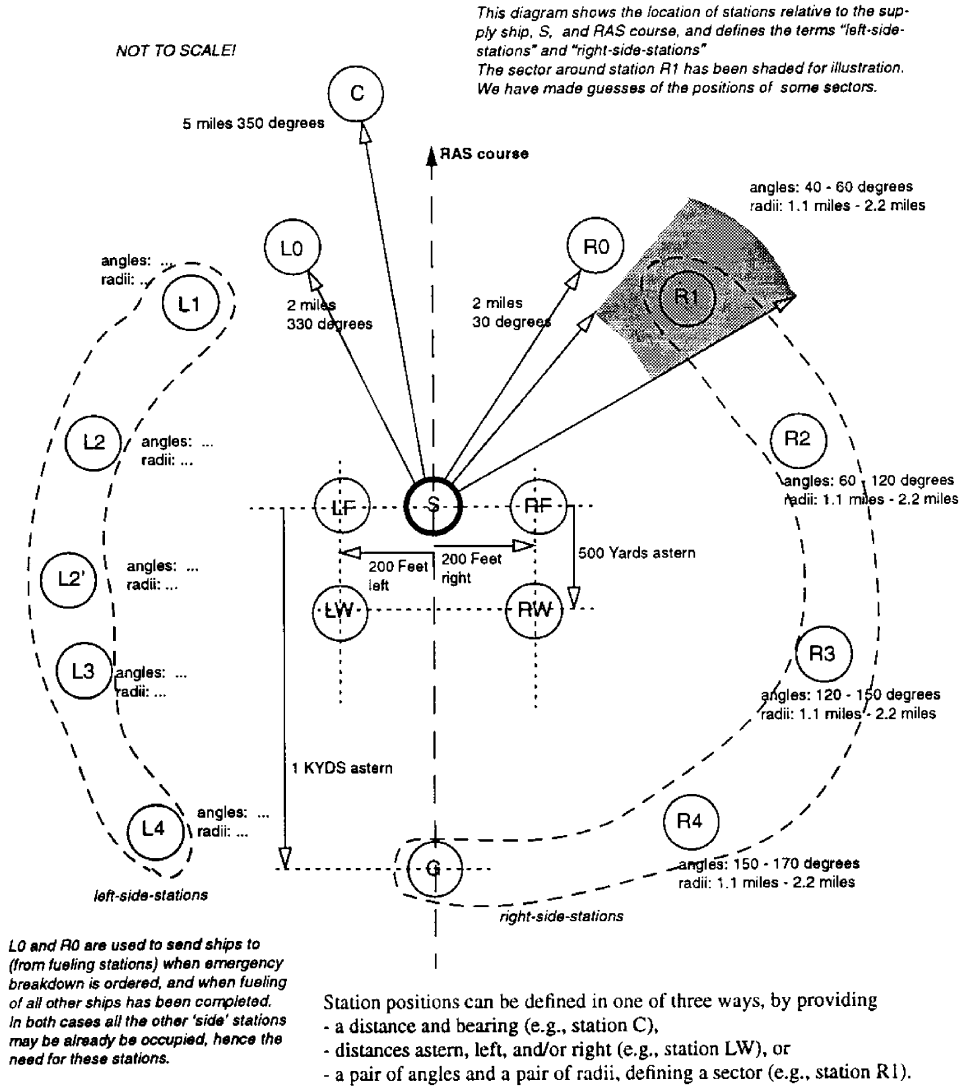 This diagram shows the location of stations relative to the sup-
ply ship, S, and RAS course, and defines the terms "left-side-
stations" and "right-side-stations"
The sector around station R1 has been shaded for illustration.
We have made guesses of the positions of some sectors.
NOT TO SCALE!
C
5 miles 350 degrees
RAS course
angles: 40 - 60 degrees
radii: 1.1 miles - 2.2 miles
L0
R0
angles: ...
radii: ...
L1
R1
2 miles
330 degrees
2 miles
30 degrees
L2
angles: ...
radii: ...
R2
angles: 60 - 120 degrees
radii: 1.1 miles - 2.2 miles
LF
S
RF
200 Feet
left
200 Feet
right
500 Yards astern
L2'
angles: ...
radii: ...
LW
RW
L3
angles: ...
radii: ...
R3
angles: 120 - 150 degrees
radii: 1.1 miles - 2.2 miles
1 KYDS astern
L4
angles: ...
radii: ...
R4
angles: 150 - 170 degrees
radii: 1.1 miles - 2.2 miles
G
left-side-stations
right-side-stations
L0 and R0 are used to send ships to
(from fueling stations) when emergency
breakdown is ordered, and when fueling
of all other ships has been completed.
In both cases all the other 'side' stations
may be already be occupied, hence the
need for these stations.
Station positions can be defined in one of three ways, by providing
- a distance and bearing (e.g., station C),
- distances astern, left, and/or right (e.g., station LW), or
- a pair of angles and a pair of radii, defining a sector (e.g., station R1).